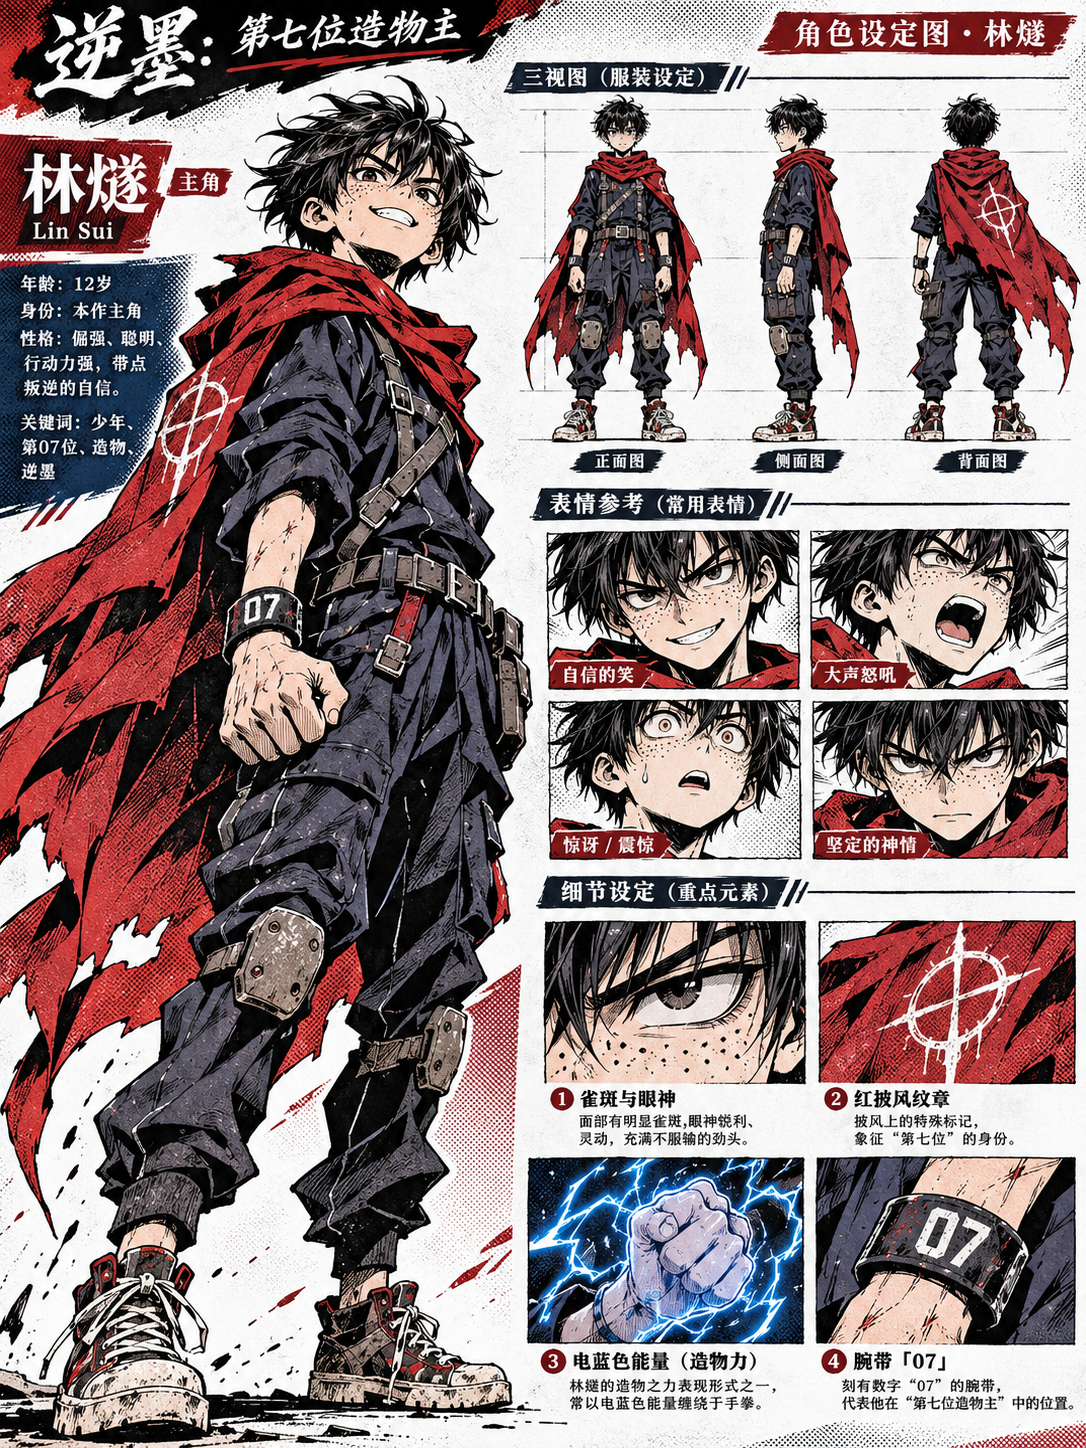 逆墨：第七位造物主
角色设定图·林燧
林燧
主角
Lin Sui
年龄：12岁
身份：本作主角
性格：倔强、聪明、
行动力强，带点
叛逆的自信。
关键词：少年、
第07位、造物、
逆墨
07
三视图（服装设定）
正面图
侧面图
背面图
表情参考（常用表情）
自信的笑
大声怒吼
惊讶 / 震惊
坚定的神情
细节设定（重点元素）
1 雀斑与眼神
面部有明显雀斑,眼神锐利、
灵动，充满不服输的劲头。
2 红披风纹章
披风上的特殊标记，
象征“第七位”的身份。
3 电蓝色能量（造物力）
林燧的造物之力表现形式之一，
常以电蓝色能量缠绕于手拳。
07
4 腕带「07」
刻有数字“07”的腕带，
代表他在“第七位造物主”中的位置。